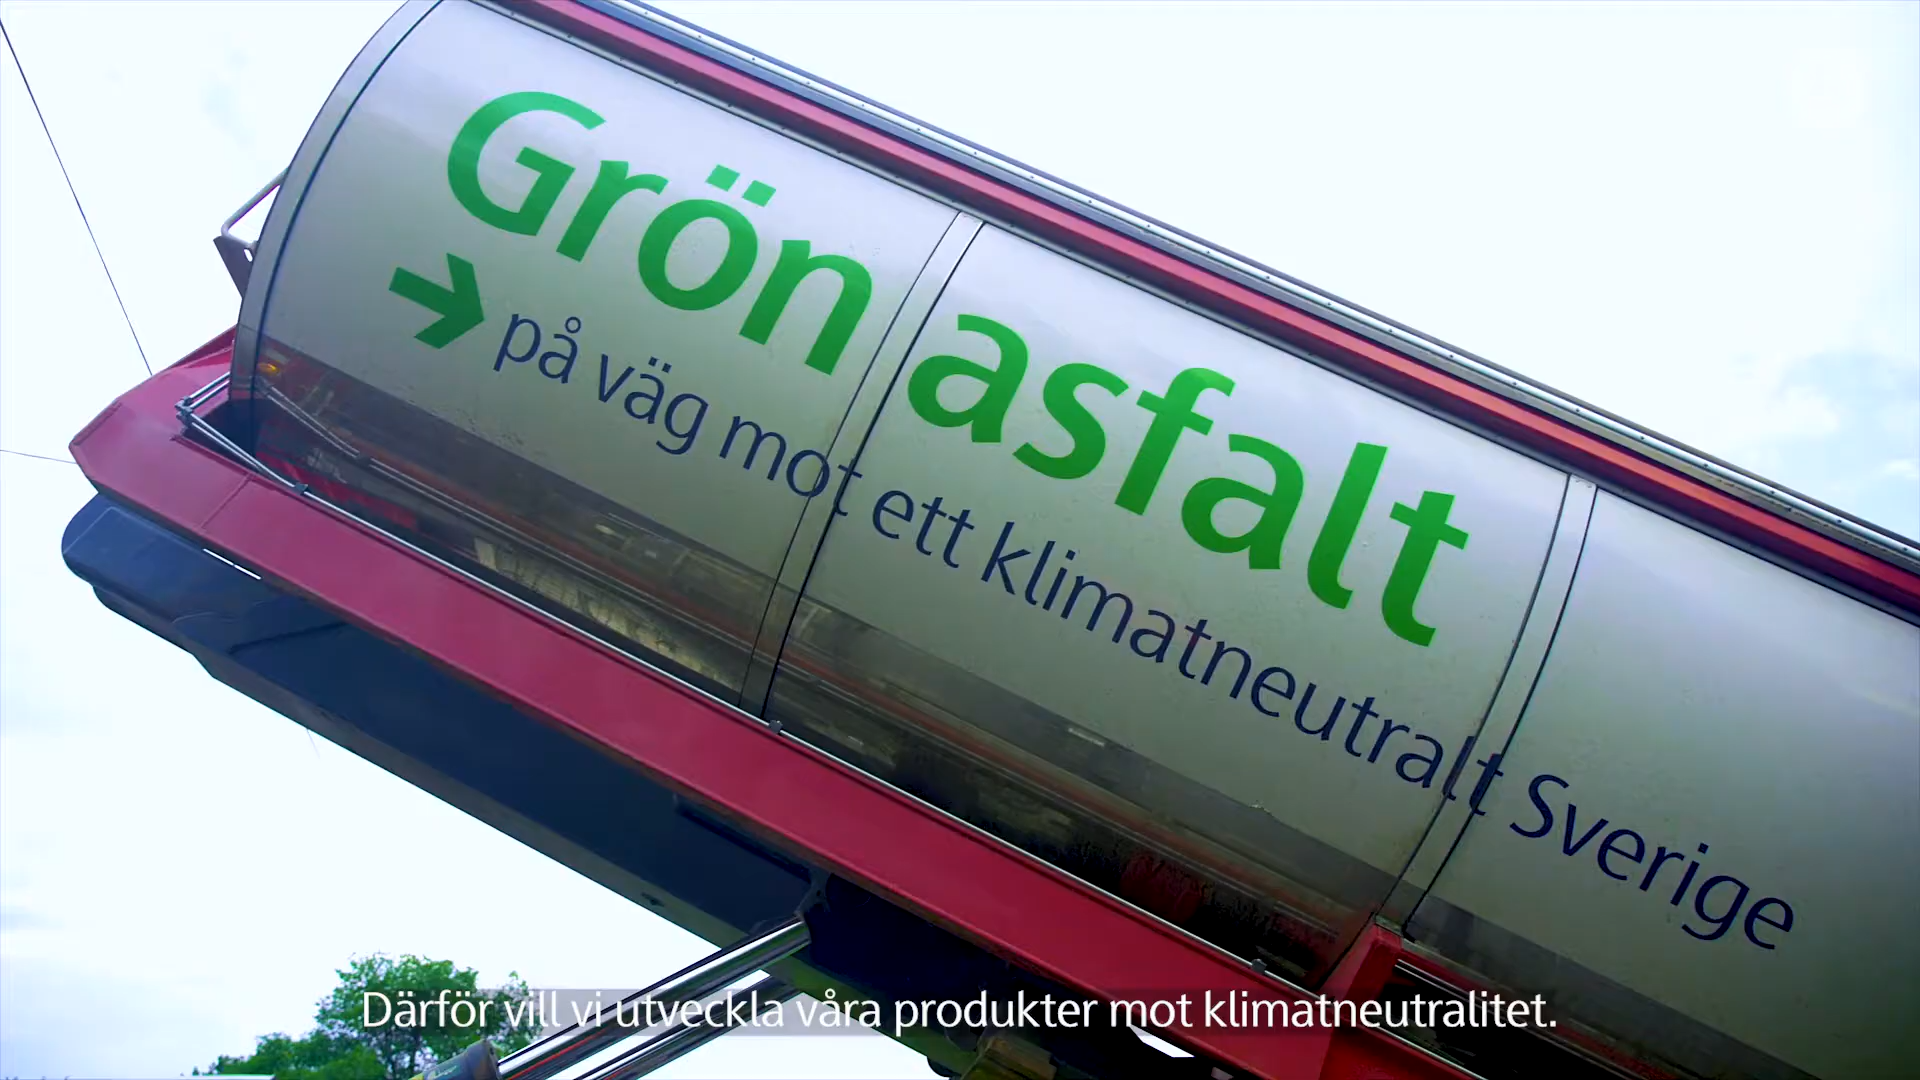 Grön asfalt
på väg mot ett klimatneutralt Sverige
Därför vill vi utveckla våra produkter mot klimatneutralitet.